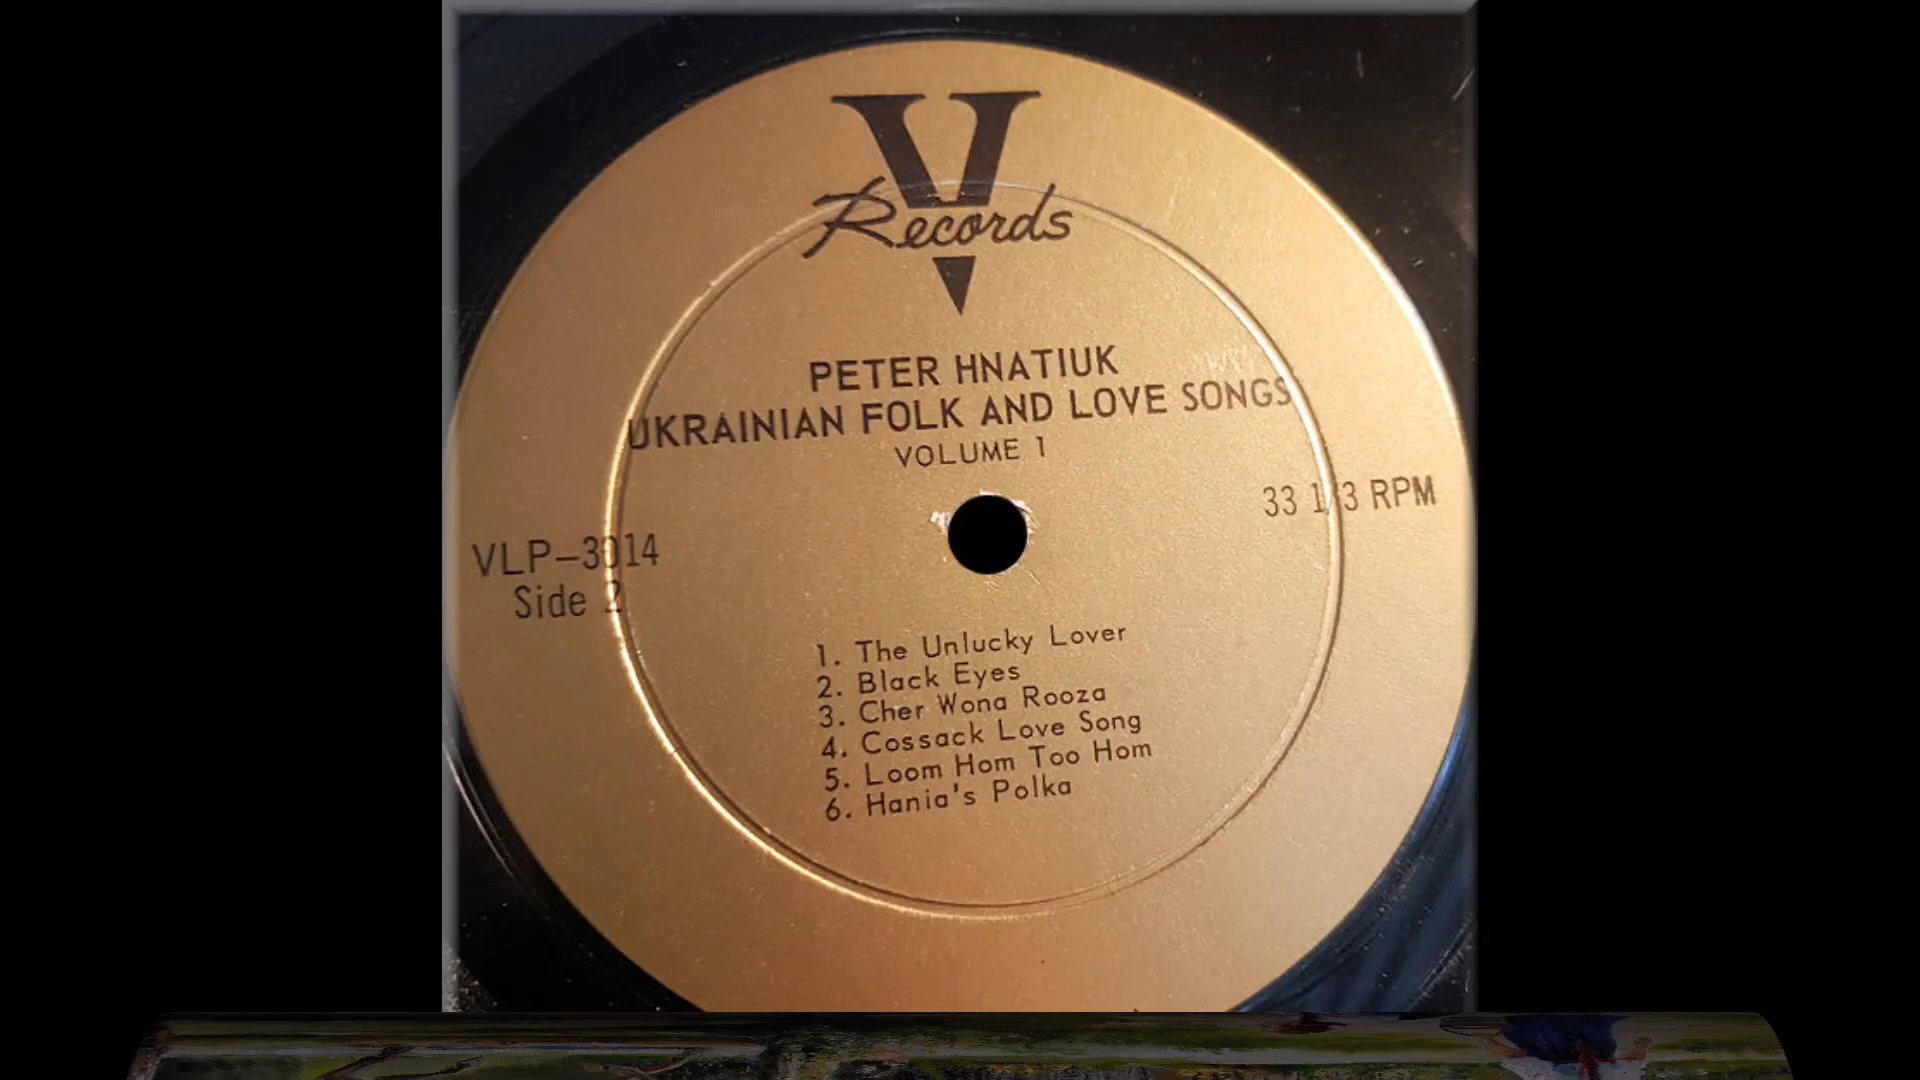 V
Records
PETER HNATIUK
UKRAINIAN FOLK AND LOVE SONGS
VOLUME 1
33 1/3 RPM
VLP-3014
Side 2
1. The Unlucky Lover
2. Black Eyes
3. Cher Wona Rooza
4. Cossack Love Song
5. Loom Hom Too Hom
6. Hania's Polka